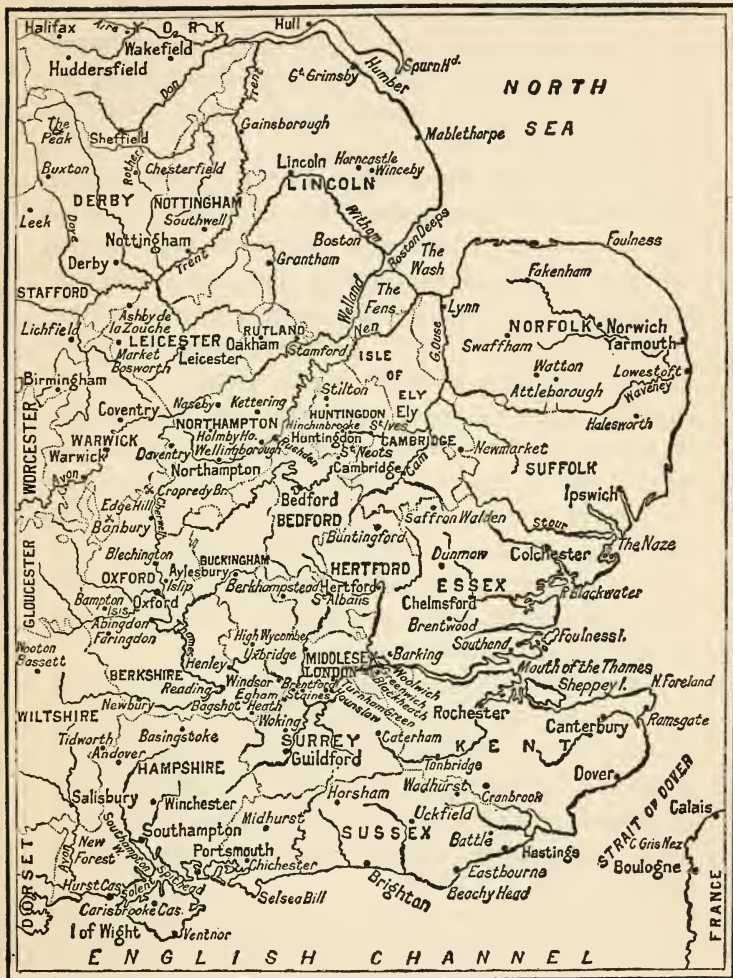 Halifax
Aire
Y O R K
Hull
Wakefield
Huddersfield
Gt. Grimsby
Humber
Spurn Hd.
NORTH
SEA
Don
Trent
The
Peak
Sheffield
Gainsborough
Mablethorpe
Buxton
Rother
Chesterfield
Lincoln
Horncastle
Winceby
LINCOLN
DERBY
NOTTINGHAM
Southwell
Leek
Dove
Nottingham
Boston
Witham
Boston Deeps
Foulness
Derby
Trent
Grantham
The
Wash
Fakenham
STAFFORD
Welland
The
Fens
Lynn
Ashby de
la Zouche
Lichfield
LEICESTER
Leicester
RUTLAND
Oakham
Stamford
Nen
G. Ouse
NORFOLK
Norwich
Yarmouth
Swaffham
Market
Bosworth
ISLE
OF
ELY
Ely
Watton
Attleborough
Lowestoft
Waveney
Birmingham
Stilton
Naseby
Kettering
HUNTINGDON
Halesworth
Coventry
NORTHAMPTON
Hinchinbrooke
St Ives
WORCESTER
WARWICK
Holmby Ho.
Huntingdon
CAMBRIDGE
Newmarket
Warwick
Daventry
Wellingborough
Rushden
St Neots
SUFFOLK
Avon
Northampton
Cambridge
Cam
Cropredy Br.
Bedford
Ipswich
Edge Hill
BEDFORD
Saffron Walden
Banbury
Cherwell
Buntingford
Stour
The Naze
GLOUCESTER
Blechington
BUCKINGHAM
Dunmow
Colchester
OXFORD
Aylesbury
HERTFORD
ESSEX
Islip
Berkhampstead
Hertford
R. Blackwater
Bampton
Isis
Oxford
St Albans
Chelmsford
Abingdon
Brentwood
Faringdon
Thames
High Wycombe
Southend
Foulness I.
Wooton
Bassett
Uxbridge
MIDDLESEX
Barking
Henley
LONDON
Woolwich
Mouth of the Thames
BERKSHIRE
Windsor
Brentford
Greenwich
Sheppey I.
N. Foreland
Reading
Egham
Staines
Blackheath
Newbury
Bagshot Heath
Turnham Green
Hounslow
Rochester
Ramsgate
WILTSHIRE
Woking
Canterbury
Tidworth
Basingstoke
SURREY
Caterham
KENT
Andover
Guildford
Tonbridge
Dover
HAMPSHIRE
Wadhurst
Cranbrook
Salisbury
Winchester
Horsham
STRAIT OF DOVER
Calais
Uckfield
Midhurst
SUSSEX
Battle
C. Gris Nez
Southampton
New
Forest
Southampton W.
Portsmouth
Hastings
Boulogne
DORSET
Avon
Chichester
Eastbourne
Spithead
Hurst Cas.
Solent
Selsea Bill
Brighton
Beachy Head
Carisbrooke Cas.
FRANCE
I of Wight
Ventnor
ENGLISH CHANNEL